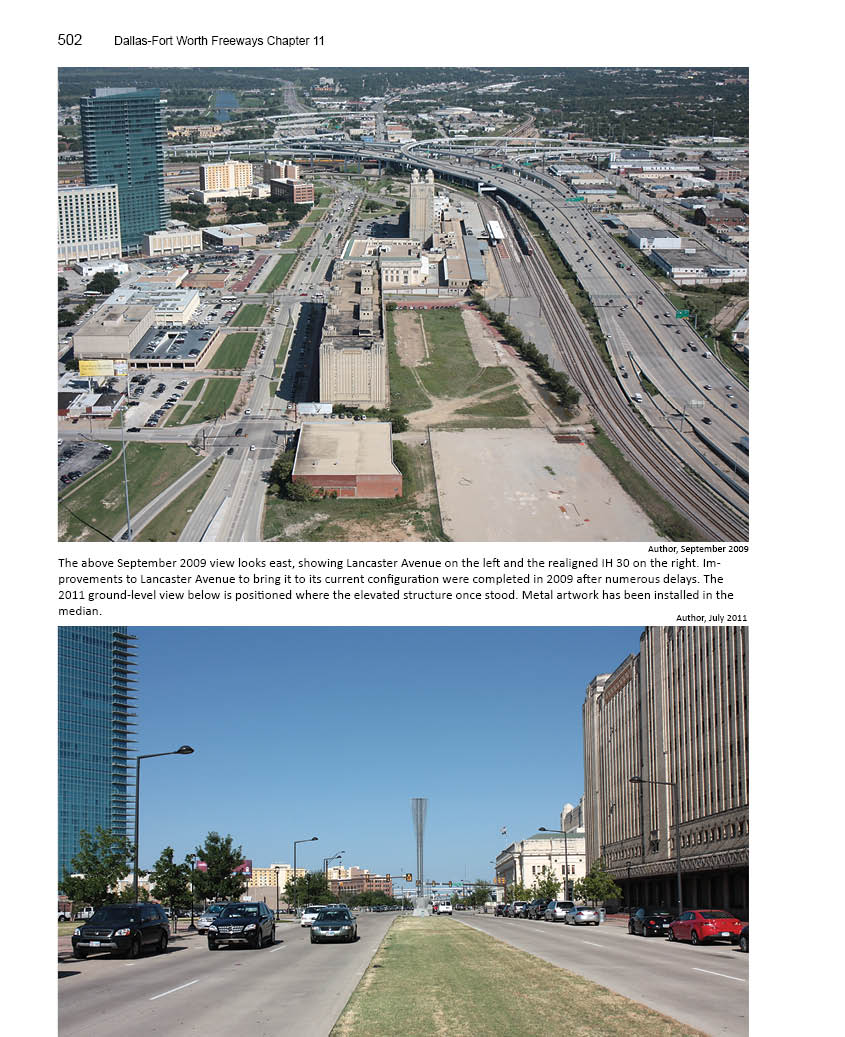 502 Dallas-Fort Worth Freeways Chapter 11
Author, September 2009
The above September 2009 view looks east, showing Lancaster Avenue on the left and the realigned IH 30 on the right. Im-
provements to Lancaster Avenue to bring it to its current configuration were completed in 2009 after numerous delays. The
2011 ground-level view below is positioned where the elevated structure once stood. Metal artwork has been installed in the
median.
Author, July 2011